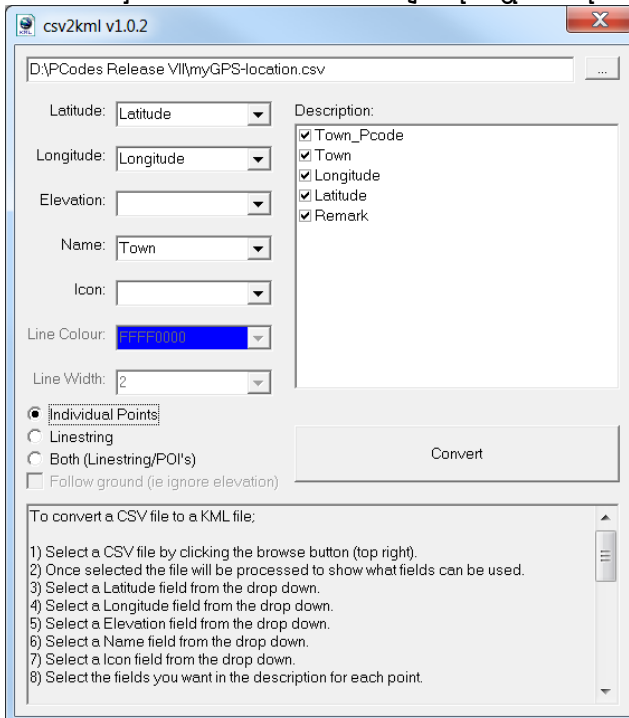 csv2kml v1.0.2
D:\PCodes Release VII\myGPS-location.csv
...
Latitude: Latitude
Longitude: Longitude
Elevation:
Name: Town
Icon:
Line Colour: FFFF0000
Line Width: 2
Description:
Town_Pcode
Town
Longitude
Latitude
Remark
Individual Points
Linestring
Both (Linestring/POI's)
Follow ground (ie ignore elevation)
Convert
To convert a CSV file to a KML file;
1) Select a CSV file by clicking the browse button (top right).
2) Once selected the file will be processed to show what fields can be used.
3) Select a Latitude field from the drop down.
4) Select a Longitude field from the drop down.
5) Select a Elevation field from the drop down.
6) Select a Name field from the drop down.
7) Select a Icon field from the drop down.
8) Select the fields you want in the description for each point.